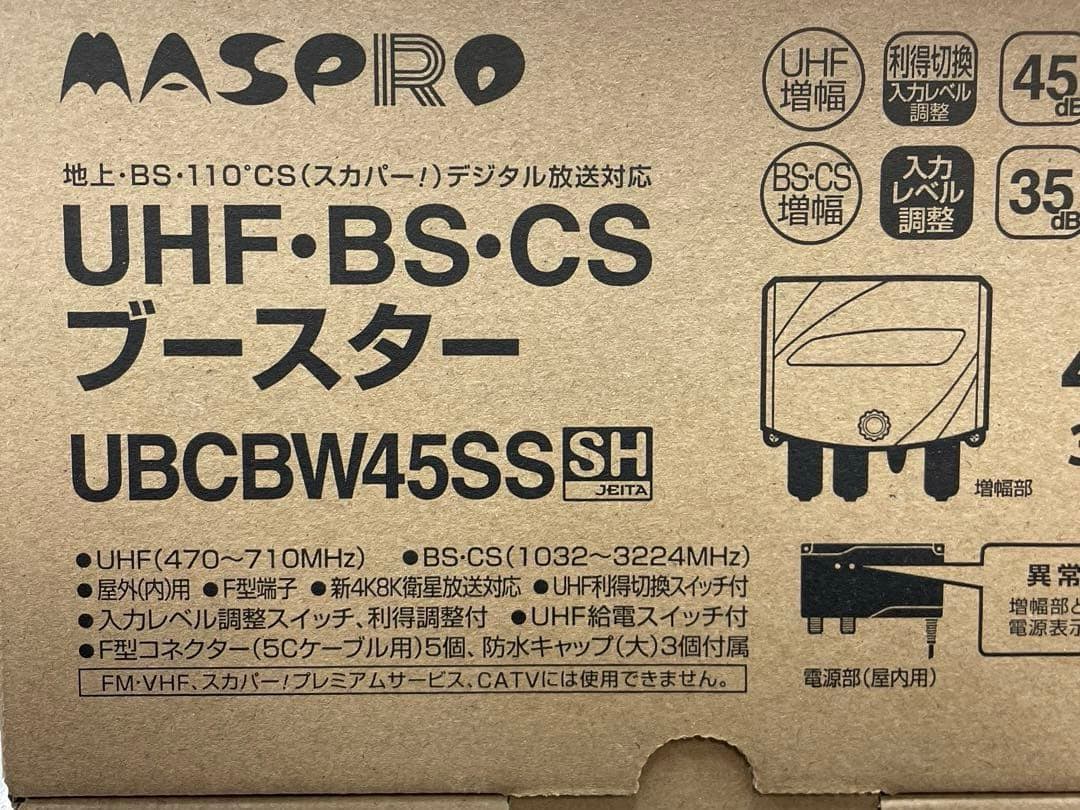 MASPRO
地上・BS・110°CS(スカパー!)デジタル放送対応
UHF・BS・CS
ブースター
UBCBW45SS
SH
JEITA
●UHF(470〜710MHz) ●BS・CS(1032〜3224MHz)
●屋外(内)用 ●F型端子 ●新4K8K衛星放送対応 ●UHF利得切換スイッチ付
●入力レベル調整スイッチ、利得調整付 ●UHF給電スイッチ付
●F型コネクター(5Cケーブル用)5個、防水キャップ(大)3個付属
FM・VHF、スカパー!プレミアムサービス、CATVには使用できません。
UHF
増幅
利得切換
入力レベル
調整
45
dB
BS・CS
増幅
入力
レベル
調整
35
dB
増幅部
異常
増幅部と
電源表示
電源部(屋内用)